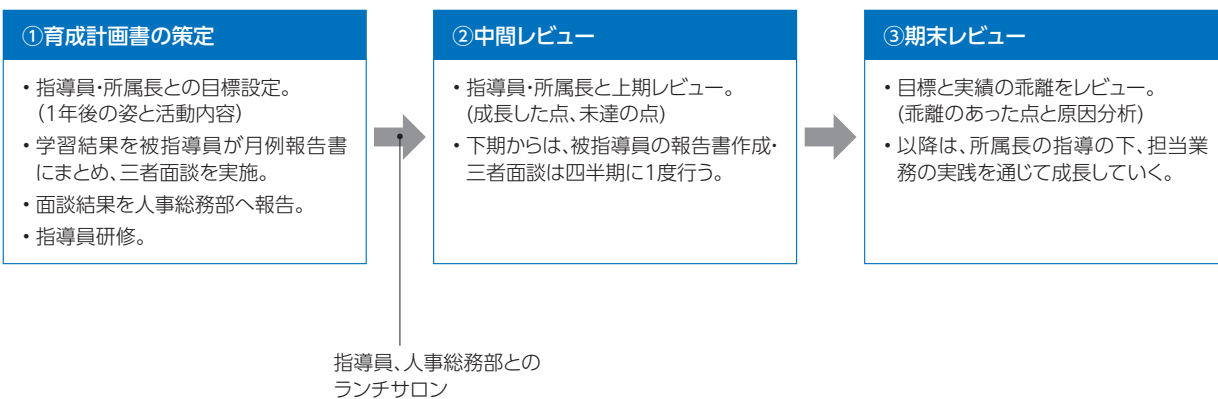 ①育成計画書の策定
・指導員・所属長との目標設定。
(1年後の姿と活動内容)
・学習結果を被指導員が月例報告書
にまとめ、三者面談を実施。
・面談結果を人事総務部へ報告。
・指導員研修。
②中間レビュー
・指導員・所属長と上期レビュー。
(成長した点、未達の点)
・下期からは、被指導員の報告書作成・
三者面談は四半期に1度行う。
③期末レビュー
・目標と実績の乖離をレビュー。
(乖離のあった点と原因分析)
・以降は、所属長の指導の下、担当業
務の実践を通じて成長していく。
指導員、人事総務部との
ランチサロン